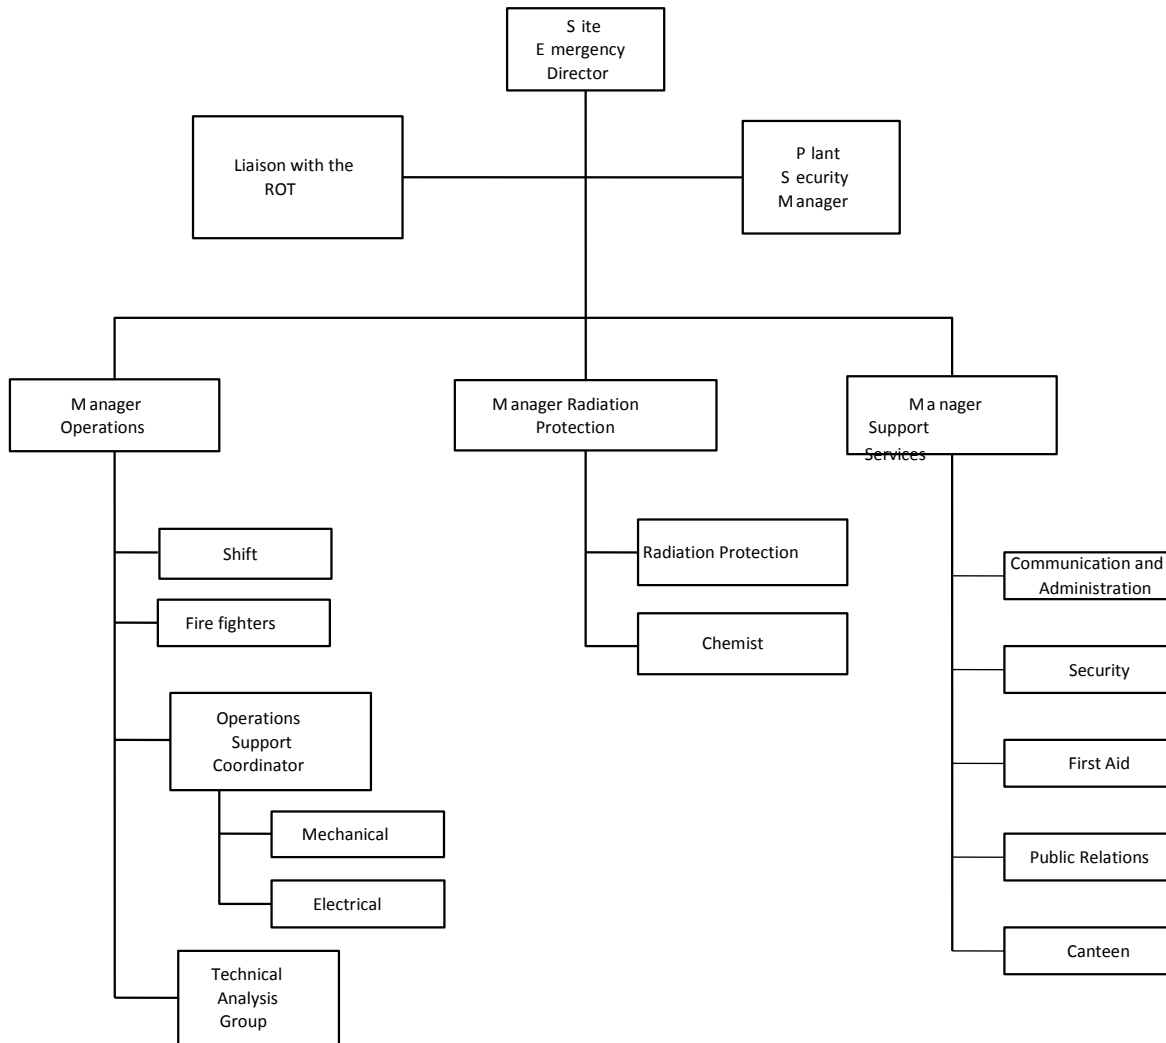 Site
Emergency
Director
Liaison with the
ROT
Plant
Security
Manager
Manager
Operations
Manager Radiation
Protection
Manager
Support
Services
Shift
Fire fighters
Operations
Support
Coordinator
Mechanical
Electrical
Technical
Analysis
Group
Radiation Protection
Chemist
Communication and
Administration
Security
First Aid
Public Relations
Canteen